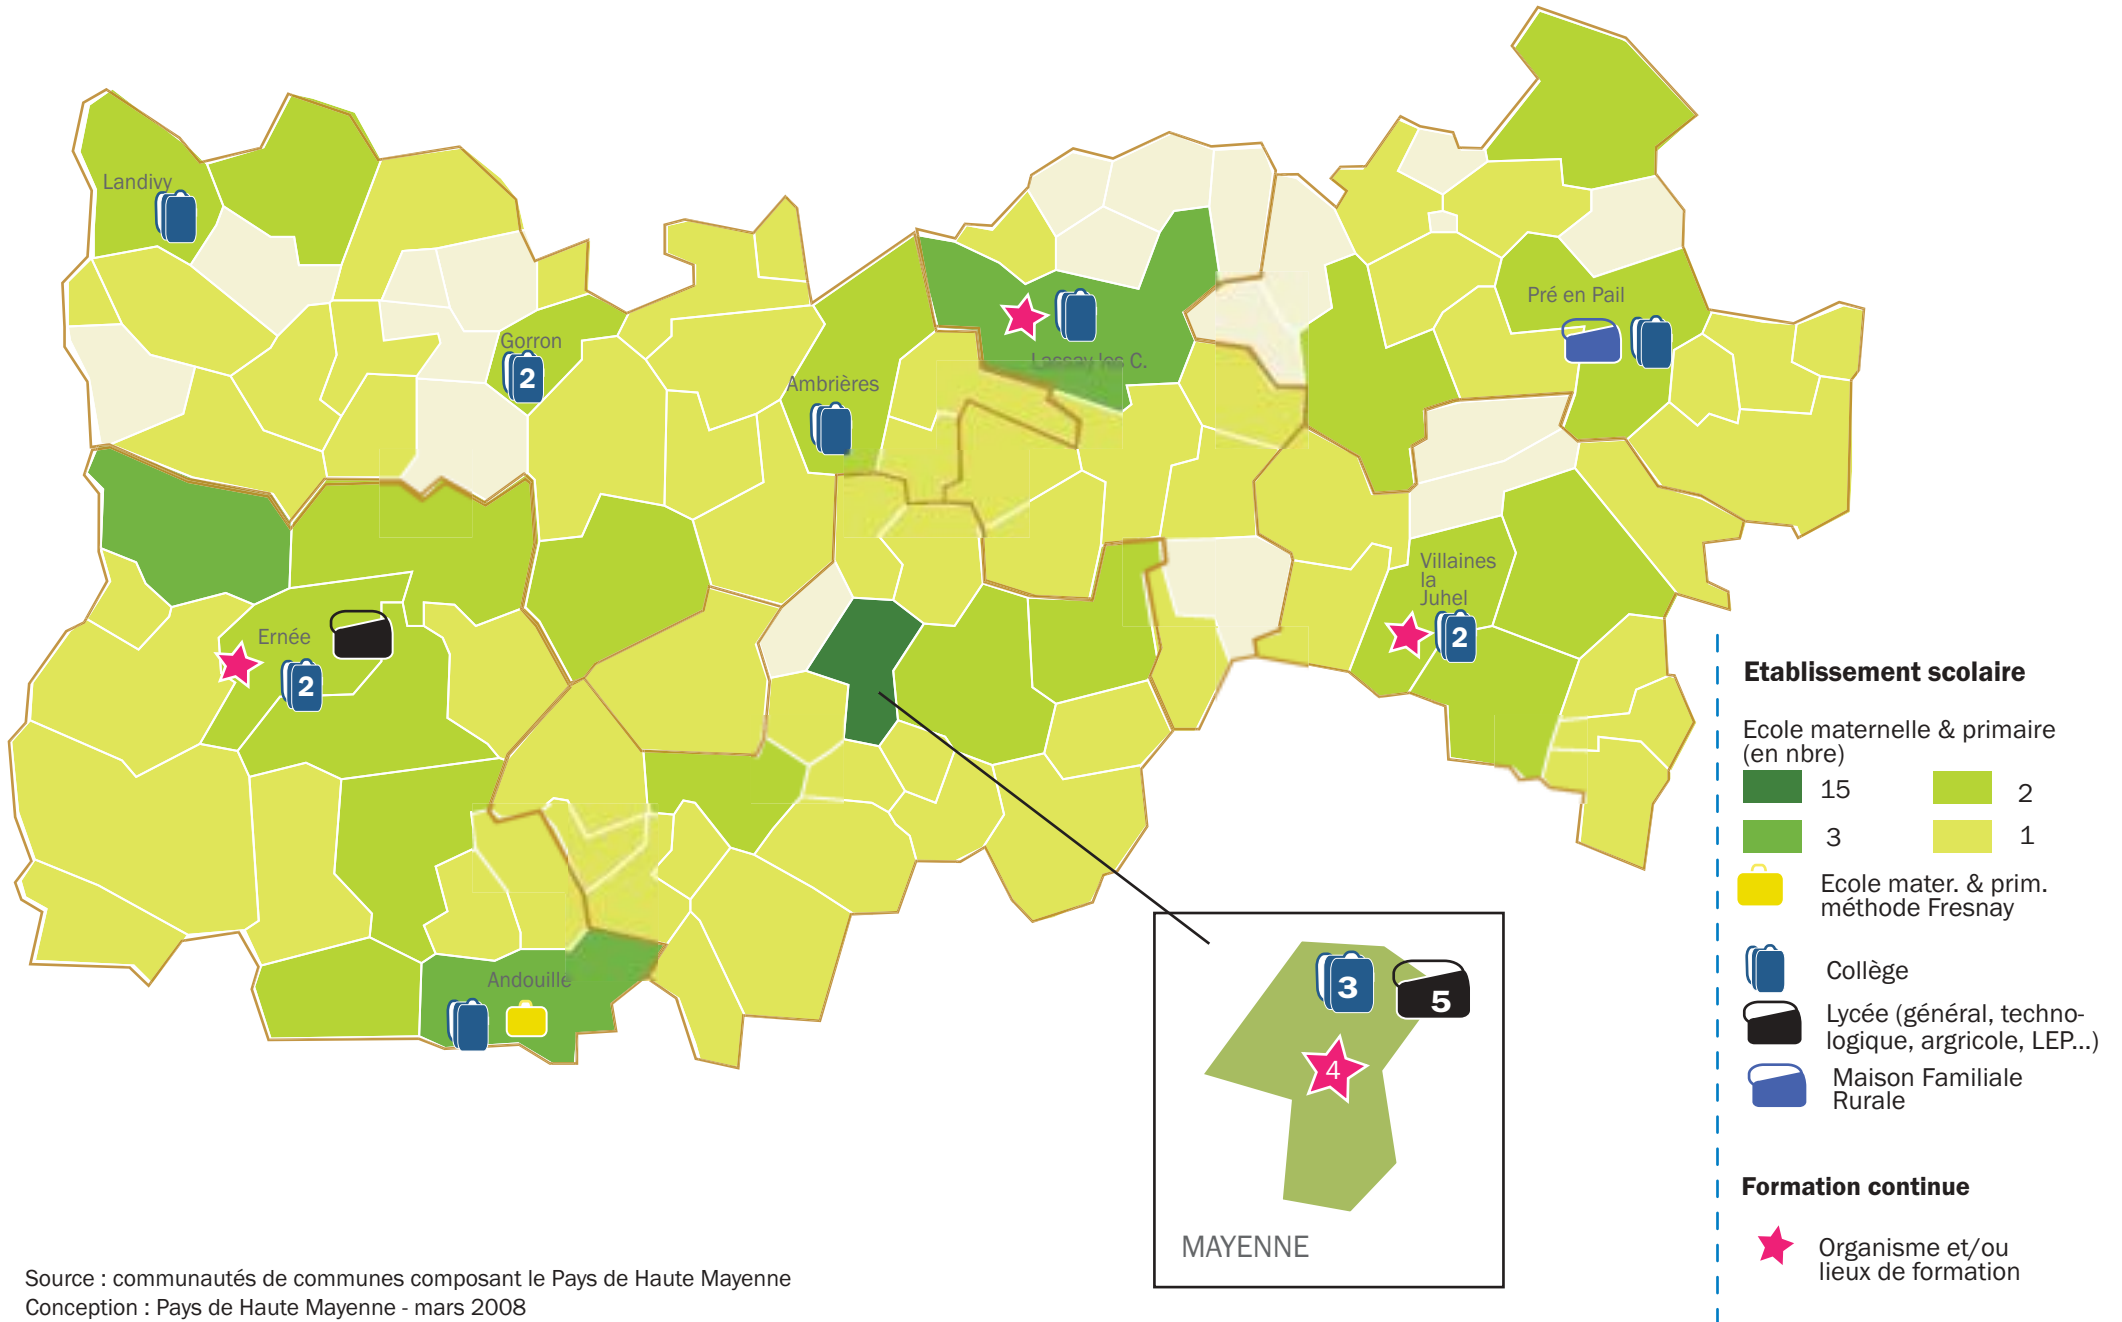 Landivy
Gorron
2
Ambrières
Lassay les C.
Pré en Pail
Villaines
la
Juhel
2
Ernée
2
Andouillé
3
5
4
MAYENNE
Etablissement scolaire
Ecole maternelle & primaire
(en nbre)
15
2
3
1
Ecole mater. & prim.
méthode Fresnay
Collège
Lycée (général, techno-
logique, argricole, LEP...)
Maison Familiale
Rurale
Formation continue
Organisme et/ou
lieux de formation
Source : communautés de communes composant le Pays de Haute Mayenne
Conception : Pays de Haute Mayenne - mars 2008